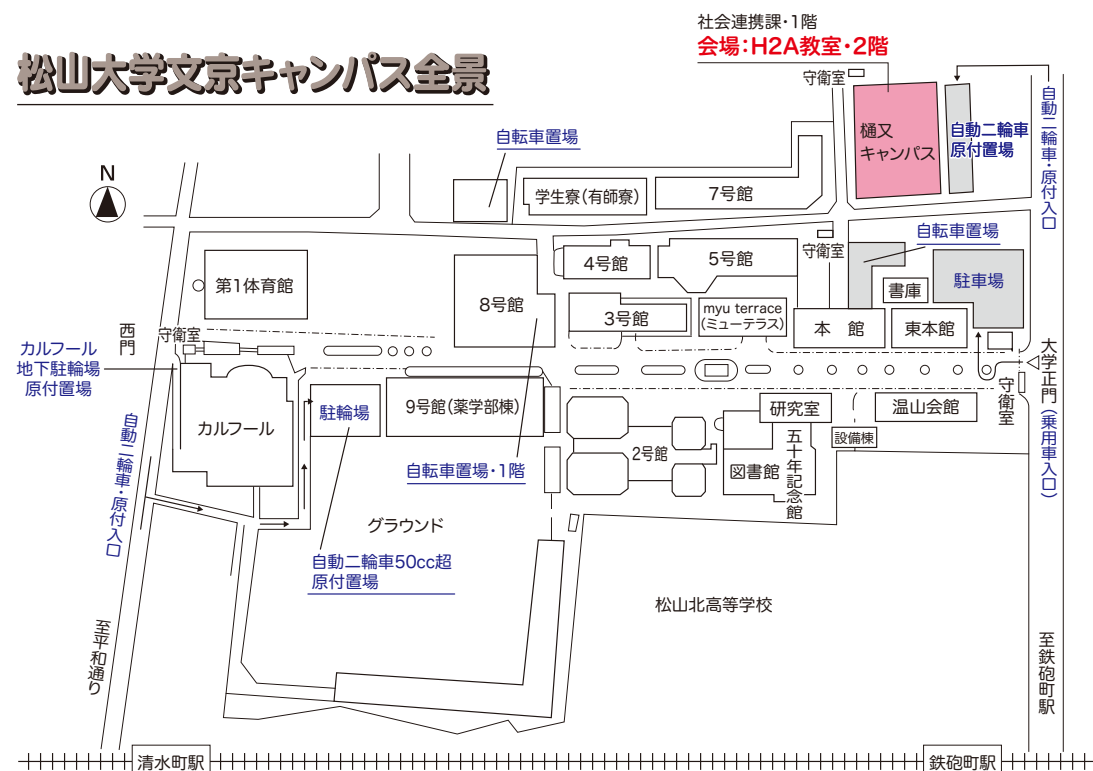 社会連携課・1階
会場：H2A教室・2階
松山大学文京キャンパス全景
守衛室
樋又
キャンパス
自動二輪車
原付置場
自動二輪車・原付入口
自転車置場
N
学生寮（有師寮）
7号館
自転車置場
守衛室
4号館
5号館
駐車場
書庫
第1体育館
8号館
3号館
myu terrace
（ミューテラス）
本　館
東本館
西門
守衛室
カルフール
地下駐輪場
原付置場
大学正門（乗用車入口）
守衛室
カルフール
駐輪場
9号館（薬学部棟）
研究室
温山会館
設備棟
2号館
図書館
五十年記念館
自転車置場・1階
自動二輪車・原付入口
グラウンド
自動二輪車50cc超
原付置場
松山北高等学校
至平和通り
至鉄砲町駅
清水町駅
鉄砲町駅